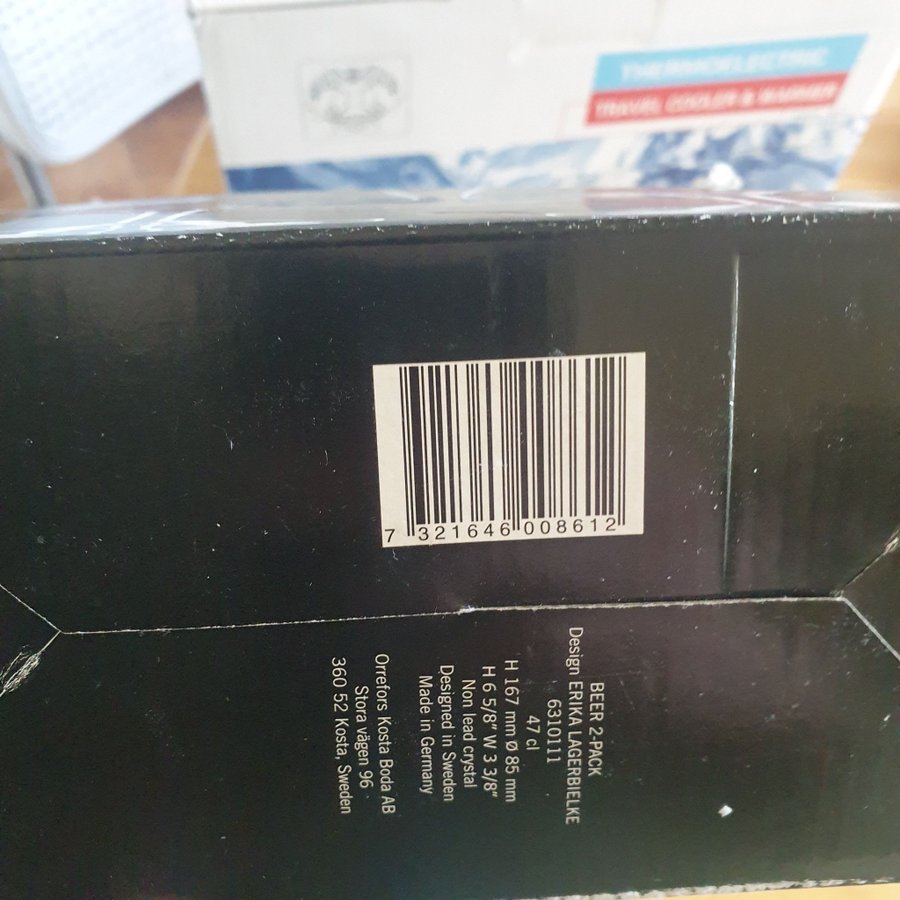 THERMOELECTRIC
TRAVEL COOLER & WARMER
7 321646 008612
BEER 2-PACK
Design ERIKA LAGERBIELKE
6310111
47 cl
H 167 mm Ø 85 mm
H 6 5/8" W 3 3/8"
Non lead crystal
Designed in Sweden
Made in Germany
Orrefors Kosta Boda AB
Stora vägen 96
360 52 Kosta, Sweden